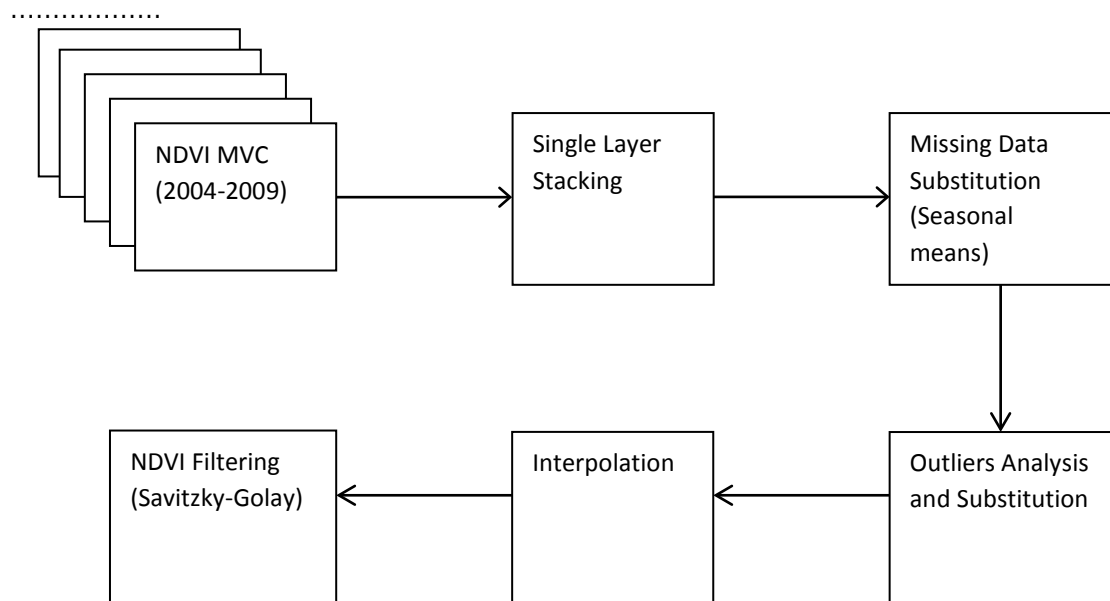 ..................
NDVI MVC
(2004-2009)
Single Layer
Stacking
Missing Data
Substitution
(Seasonal
means)
NDVI Filtering
(Savitzky-Golay)
Interpolation
Outliers Analysis
and Substitution